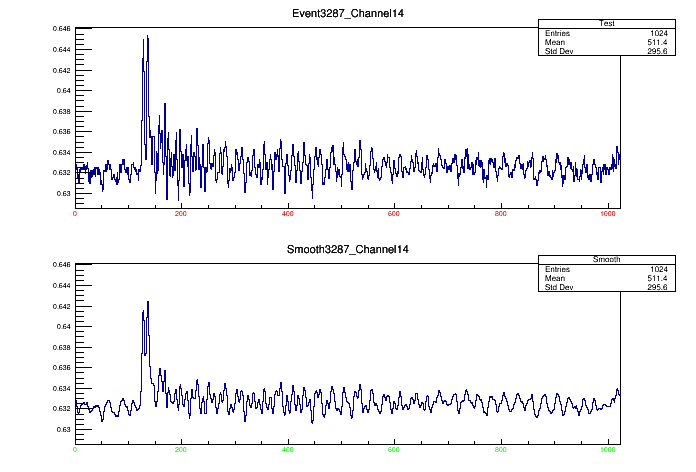 Event3287_Channel14
Test
Entries 1024
Mean 511.4
Std Dev 295.6
0.646
0.644
0.642
0.64
0.638
0.636
0.634
0.632
0.63
0 200 400 600 800 1000
Smooth3287_Channel14
Smooth
Entries 1024
Mean 511.4
Std Dev 295.6
0.646
0.644
0.642
0.64
0.638
0.636
0.634
0.632
0.63
0 200 400 600 800 1000